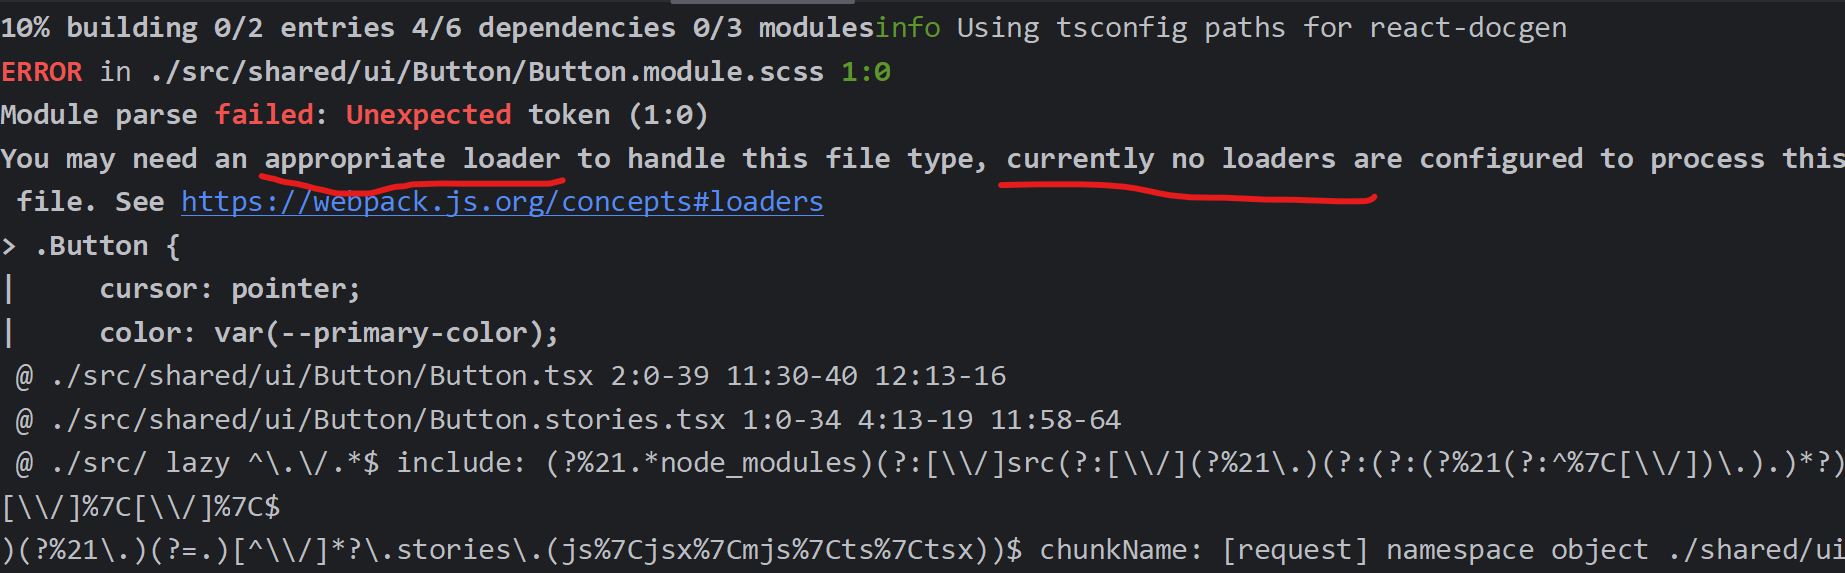 10% building 0/2 entries 4/6 dependencies 0/3 modulesinfo Using tsconfig paths for react-docgen
ERROR in ./src/shared/ui/Button/Button.module.scss 1:0
Module parse failed: Unexpected token (1:0)
You may need an appropriate loader to handle this file type, currently no loaders are configured to process this
 file. See https://webpack.js.org/concepts#loaders
> .Button {
|     cursor: pointer;
|     color: var(--primary-color);
 @ ./src/shared/ui/Button/Button.tsx 2:0-39 11:30-40 12:13-16
 @ ./src/shared/ui/Button/Button.stories.tsx 1:0-34 4:13-19 11:58-64
 @ ./src/ lazy ^\.\/.*$ include: (?%21.*node_modules)(?:[\\/]src(?:[\\/](?%21\.)(?:(?:(?%21(?:^%7C[\\/])\.).)*?)
[\\/]%7C[\\/]%7C$
)(?%21\.)(?=.)[^\\/]*?\.stories\.(js%7Cjsx%7Cmjs%7Cts%7Ctsx))$ chunkName: [request] namespace object ./shared/ui